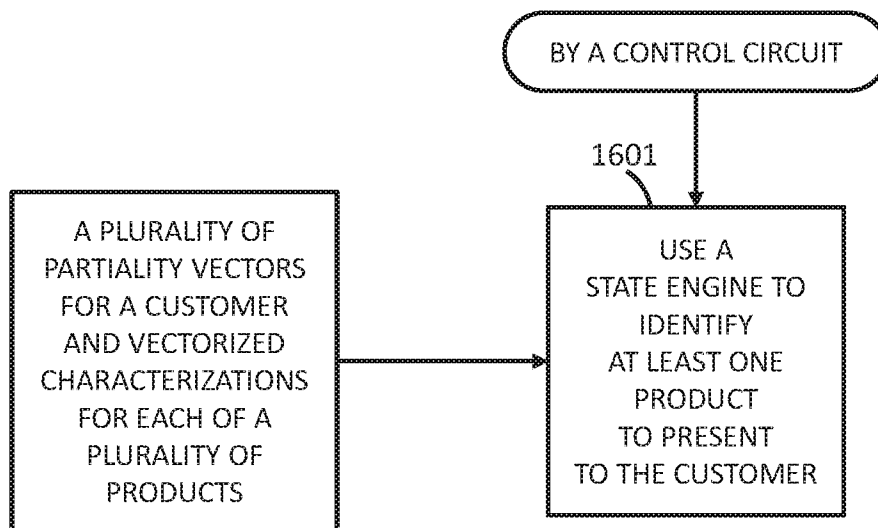 BY A CONTROL CIRCUIT
1601
A PLURALITY OF
PARTIALITY VECTORS
FOR A CUSTOMER
AND VECTORIZED
CHARACTERIZATIONS
FOR EACH OF A
PLURALITY OF
PRODUCTS
USE A
STATE ENGINE TO
IDENTIFY
AT LEAST ONE
PRODUCT
TO PRESENT
TO THE CUSTOMER